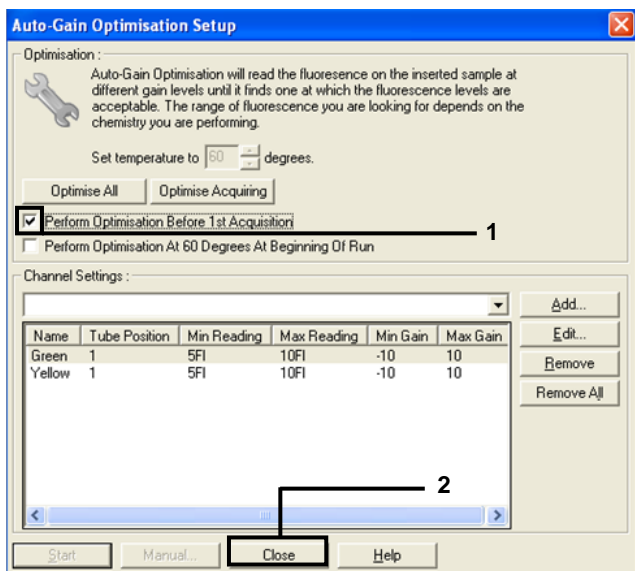 Auto-Gain Optimisation Setup
Optimisation :
Auto-Gain Optimisation will read the fluoresence on the inserted sample at
different gain levels until it finds one at which the fluorescence levels are
acceptable. The range of fluorescence you are looking for depends on the
chemistry you are performing.
Set temperature to 60 degrees.
Optimise All Optimise Acquiring
Perform Optimisation Before 1st Acquisition 1
Perform Optimisation At 60 Degrees At Beginning Of Run
Channel Settings :
Add...
Name Tube Position Min Reading Max Reading Min Gain Max Gain Edit...
Green 1 5Fl 10Fl -10 10
Yellow 1 5Fl 10Fl -10 10
Remove
Remove All
2
Start Manual... Close Help